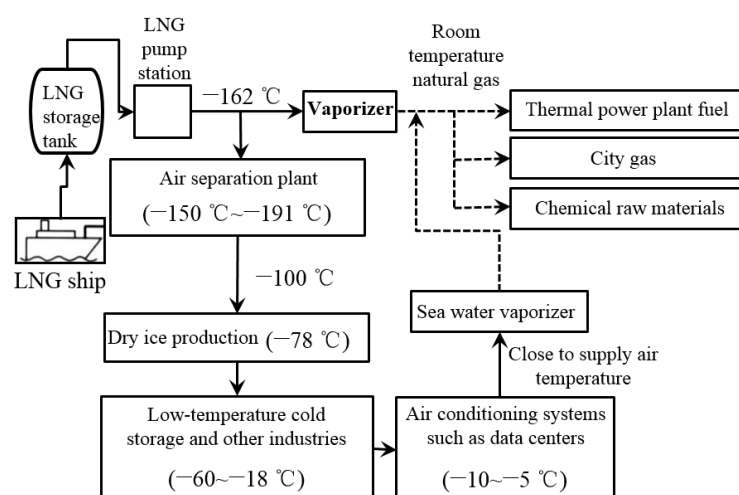 LNG
pump
station
LNG
storage
tank
−162 ℃
Vaporizer
Room
temperature
natural gas
Thermal power plant fuel
City gas
Chemical raw materials
Air separation plant
(−150 ℃~−191 ℃)
LNG ship
−100 ℃
Sea water vaporizer
Dry ice production (−78 ℃)
Close to supply air
temperature
Low-temperature cold
storage and other industries
(−60~−18 ℃)
Air conditioning systems
such as data centers
(−10~−5 ℃)